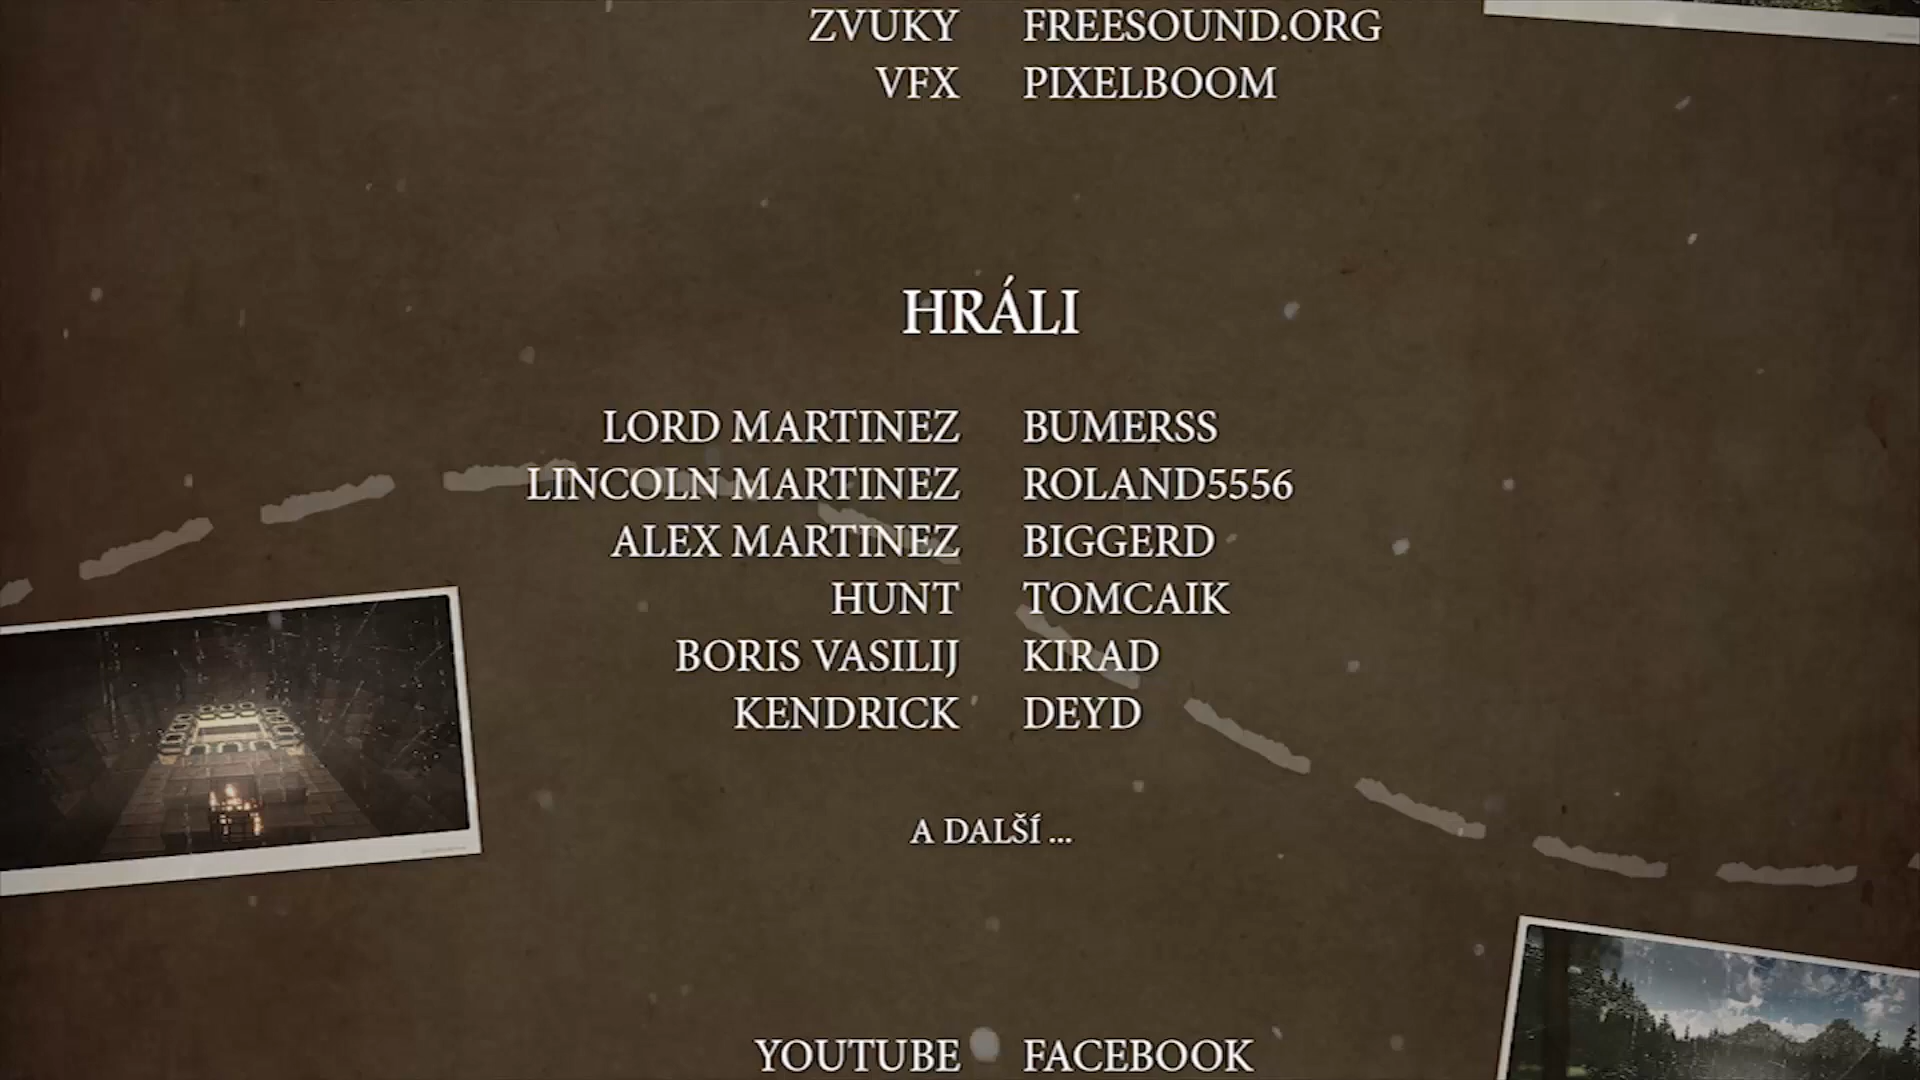 ZVUKY FREESOUND.ORG
VFX PIXELBOOM
HRÁLI
LORD MARTINEZ BUMERSS
LINCOLN MARTINEZ ROLAND5556
ALEX MARTINEZ BIGGERD
HUNT TOMCAIK
BORIS VASILIJ KIRAD
KENDRICK DEYD
A DALŠÍ ...
YOUTUBE FACEBOOK